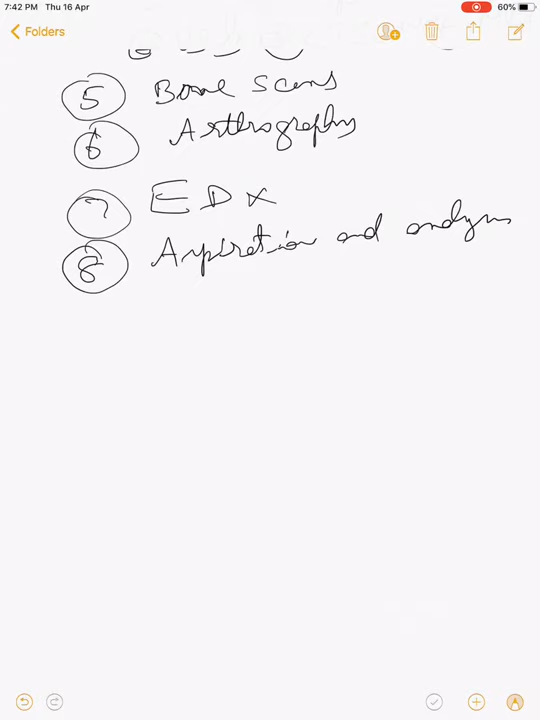 7:42 PM Thu 16 Apr
60%
Folders
5 Bone Scans
6 Arthrography
7 EDX
8 Aspiration and analysis